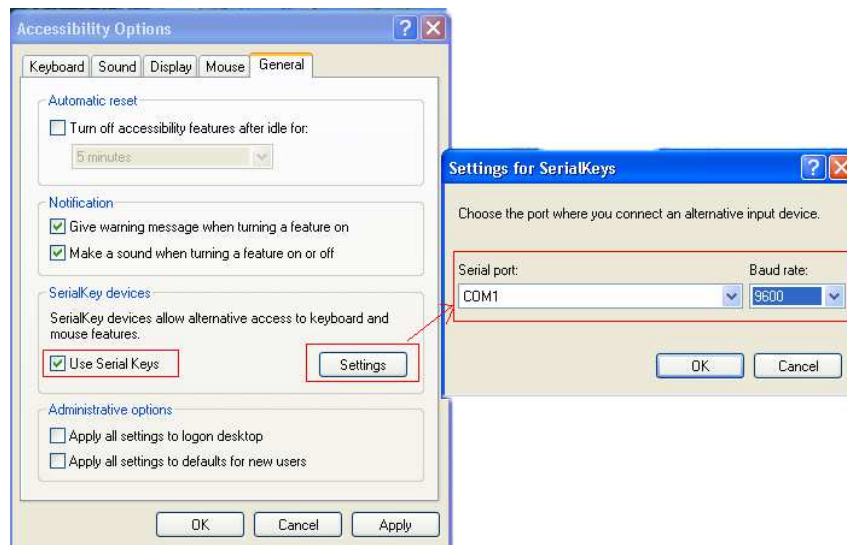 Accessibility Options
Keyboard Sound Display Mouse General
Automatic reset
Turn off accessibility features after idle for:
5 minutes
Notification
Give warning message when turning a feature on
Make a sound when turning a feature on or off
SerialKey devices
SerialKey devices allow alternative access to keyboard and
mouse features.
Use Serial Keys
Settings
Administrative options
Apply all settings to logon desktop
Apply all settings to defaults for new users
OK Cancel Apply
Settings for SerialKeys
Choose the port where you connect an alternative input device.
Serial port: Baud rate:
COM1 9600
OK Cancel